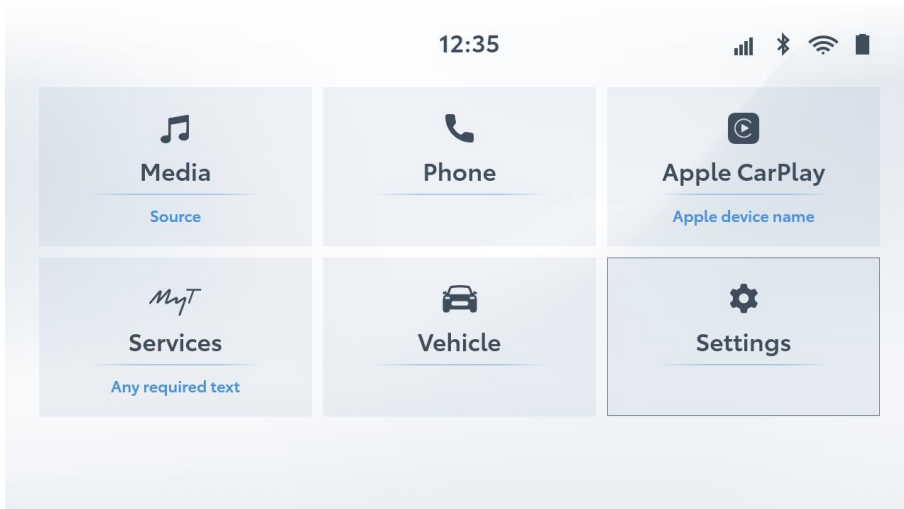 12:35
Media
Source
Phone
Apple CarPlay
Apple device name
MyT
Services
Any required text
Vehicle
Settings